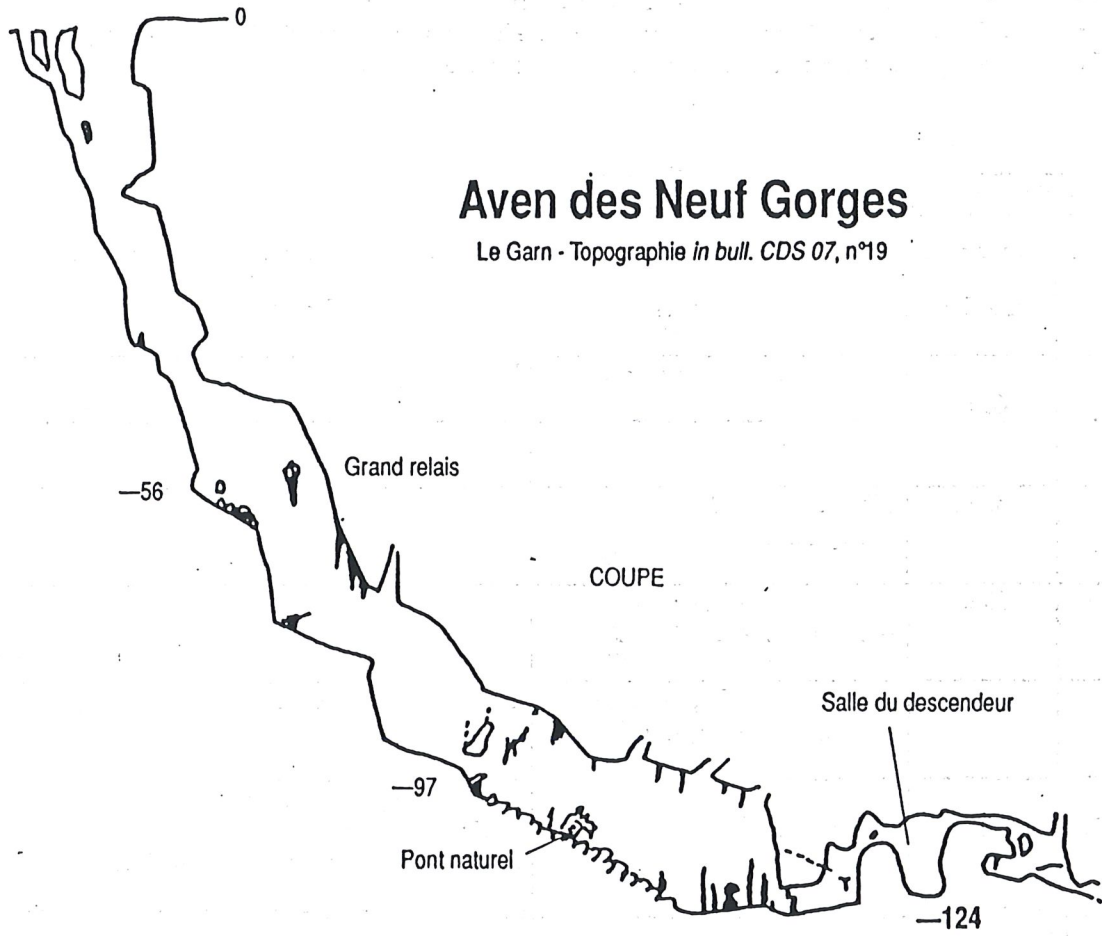 0
Aven des Neuf Gorges
Le Garn - Topographie in bull. CDS 07, n°19
Grand relais
—56
COUPE
Salle du descendeur
—97
Pont naturel
—124